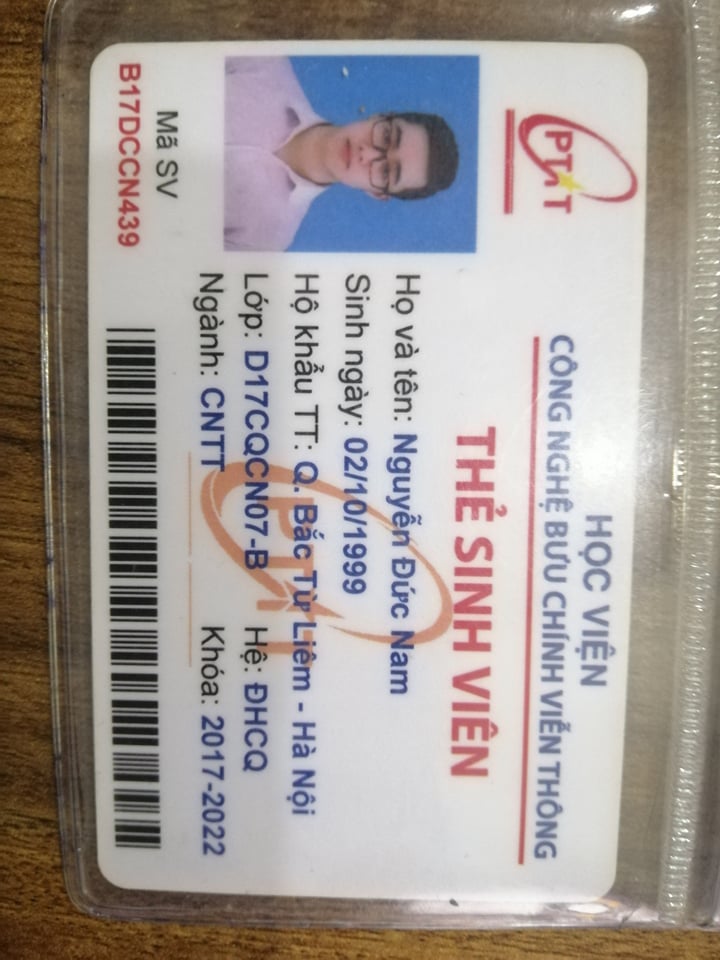 PTIT
HỌC VIỆN
CÔNG NGHỆ BƯU CHÍNH VIỄN THÔNG
THẺ SINH VIÊN
Họ và tên: Nguyễn Đức Nam
Sinh ngày: 02/10/1999
Hộ khẩu TT: Q. Bắc Từ Liêm - Hà Nội
Lớp: D17CQCN07-B Hệ: ĐHCQ
Ngành: CNTT Khóa: 2017-2022
Mã SV
B17DCCN439
PTIT